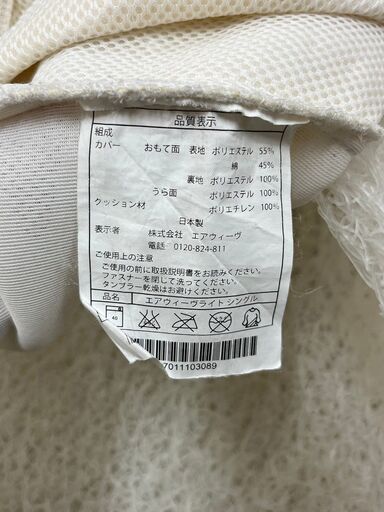 品質表示
組成
カバー おもて面 表地 ポリエステル 55%
綿 45%
裏地 ポリエステル 100%
うら面 ポリエステル 100%
クッション材 ポリエチレン 100%
日本製
表示者 株式会社 エアウィーヴ
電話 0120-824-811
ご使用上の注意
ご使用の前に取扱説明書をお読みください。
ファスナーを閉じて洗ってください。
タンブラー乾燥はお避けください。
品名 エアウィーヴライト シングル
40
7011103089